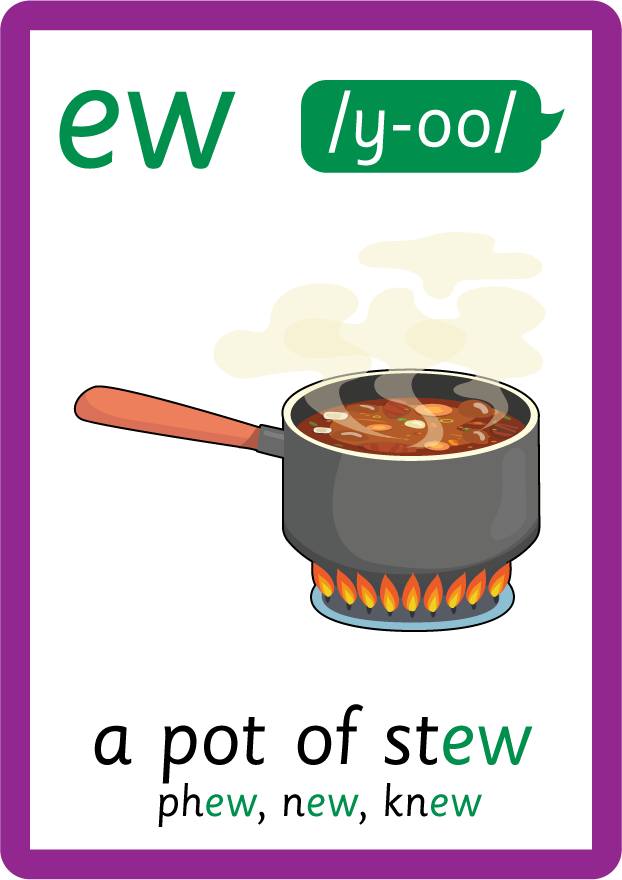 ew
/y-oo/
a pot of stew
phew, new, knew